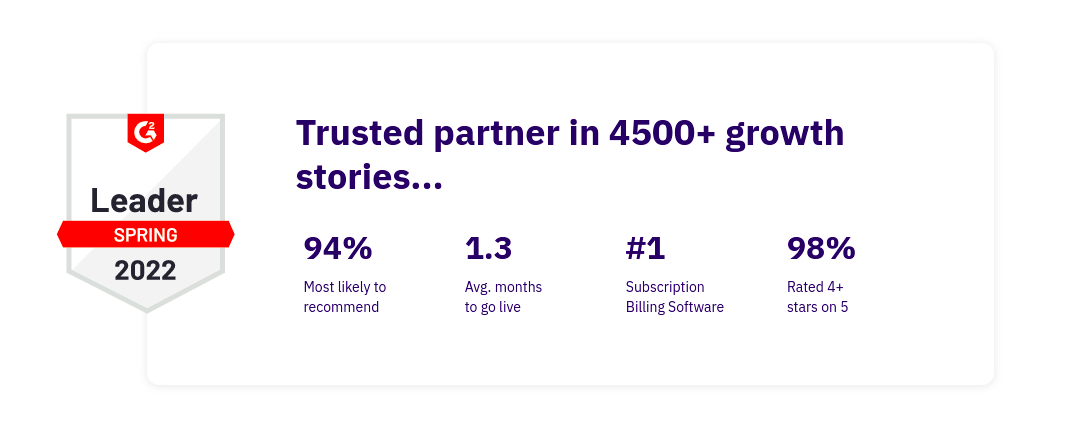 G2
Leader
SPRING
2022
Trusted partner in 4500+ growth
stories...
94%
Most likely to
recommend
1.3
Avg. months
to go live
#1
Subscription
Billing Software
98%
Rated 4+
stars on 5